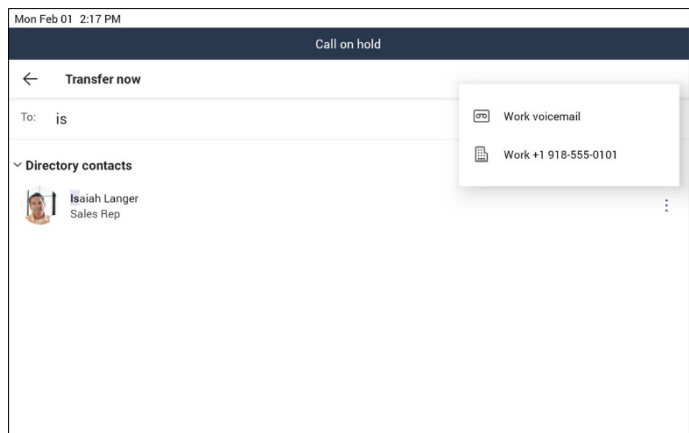 Mon Feb 01 2:17 PM
Call on hold
Transfer now
To: is
Work voicemail
Work +1 918-555-0101
Directory contacts
Isaiah Langer
Sales Rep